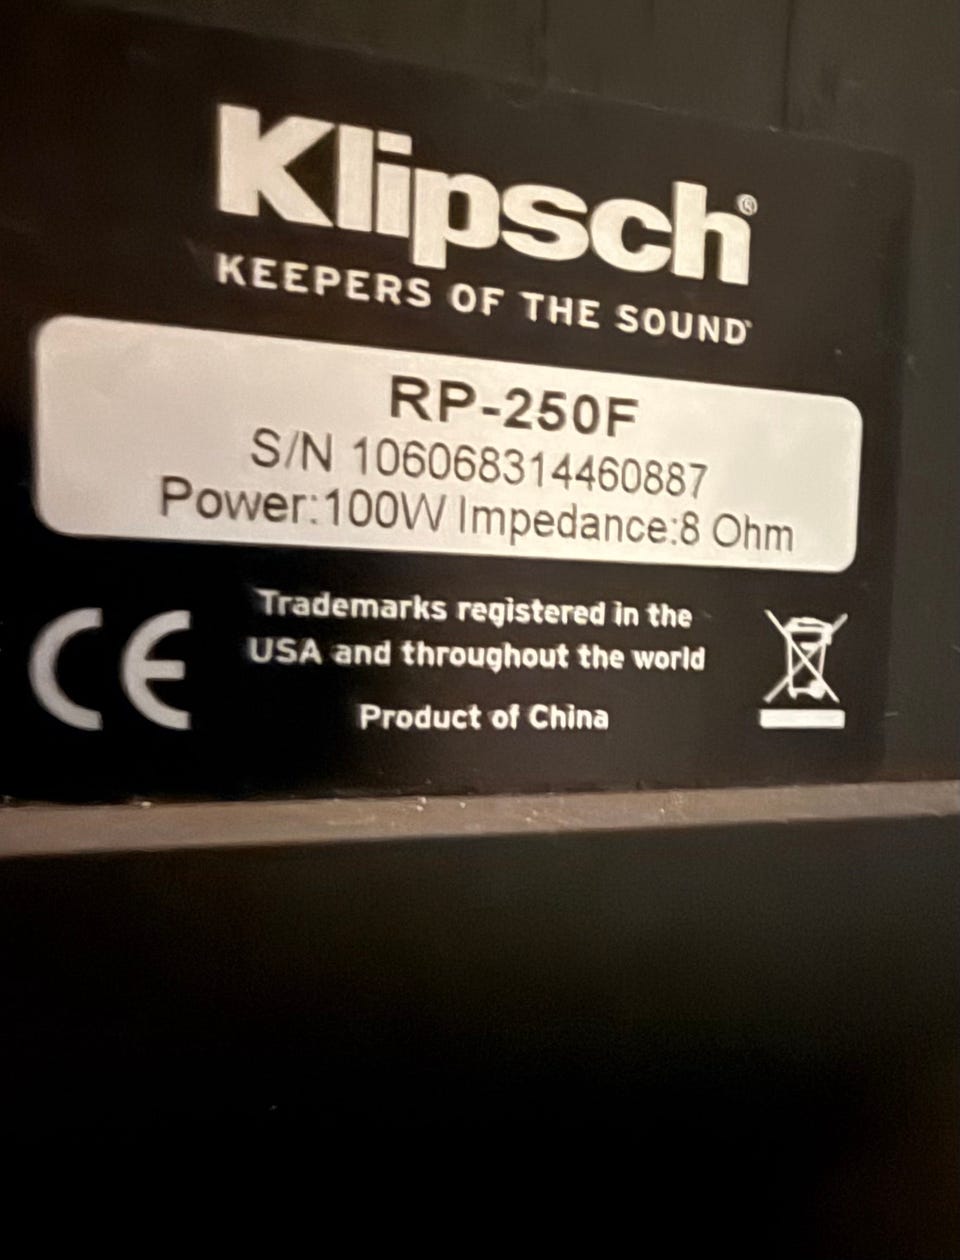 Klipsch®
KEEPERS OF THE SOUND
RP-250F
S/N 106068314460887
Power:100W Impedance:8 Ohm
CE
Trademarks registered in the
USA and throughout the world
Product of China